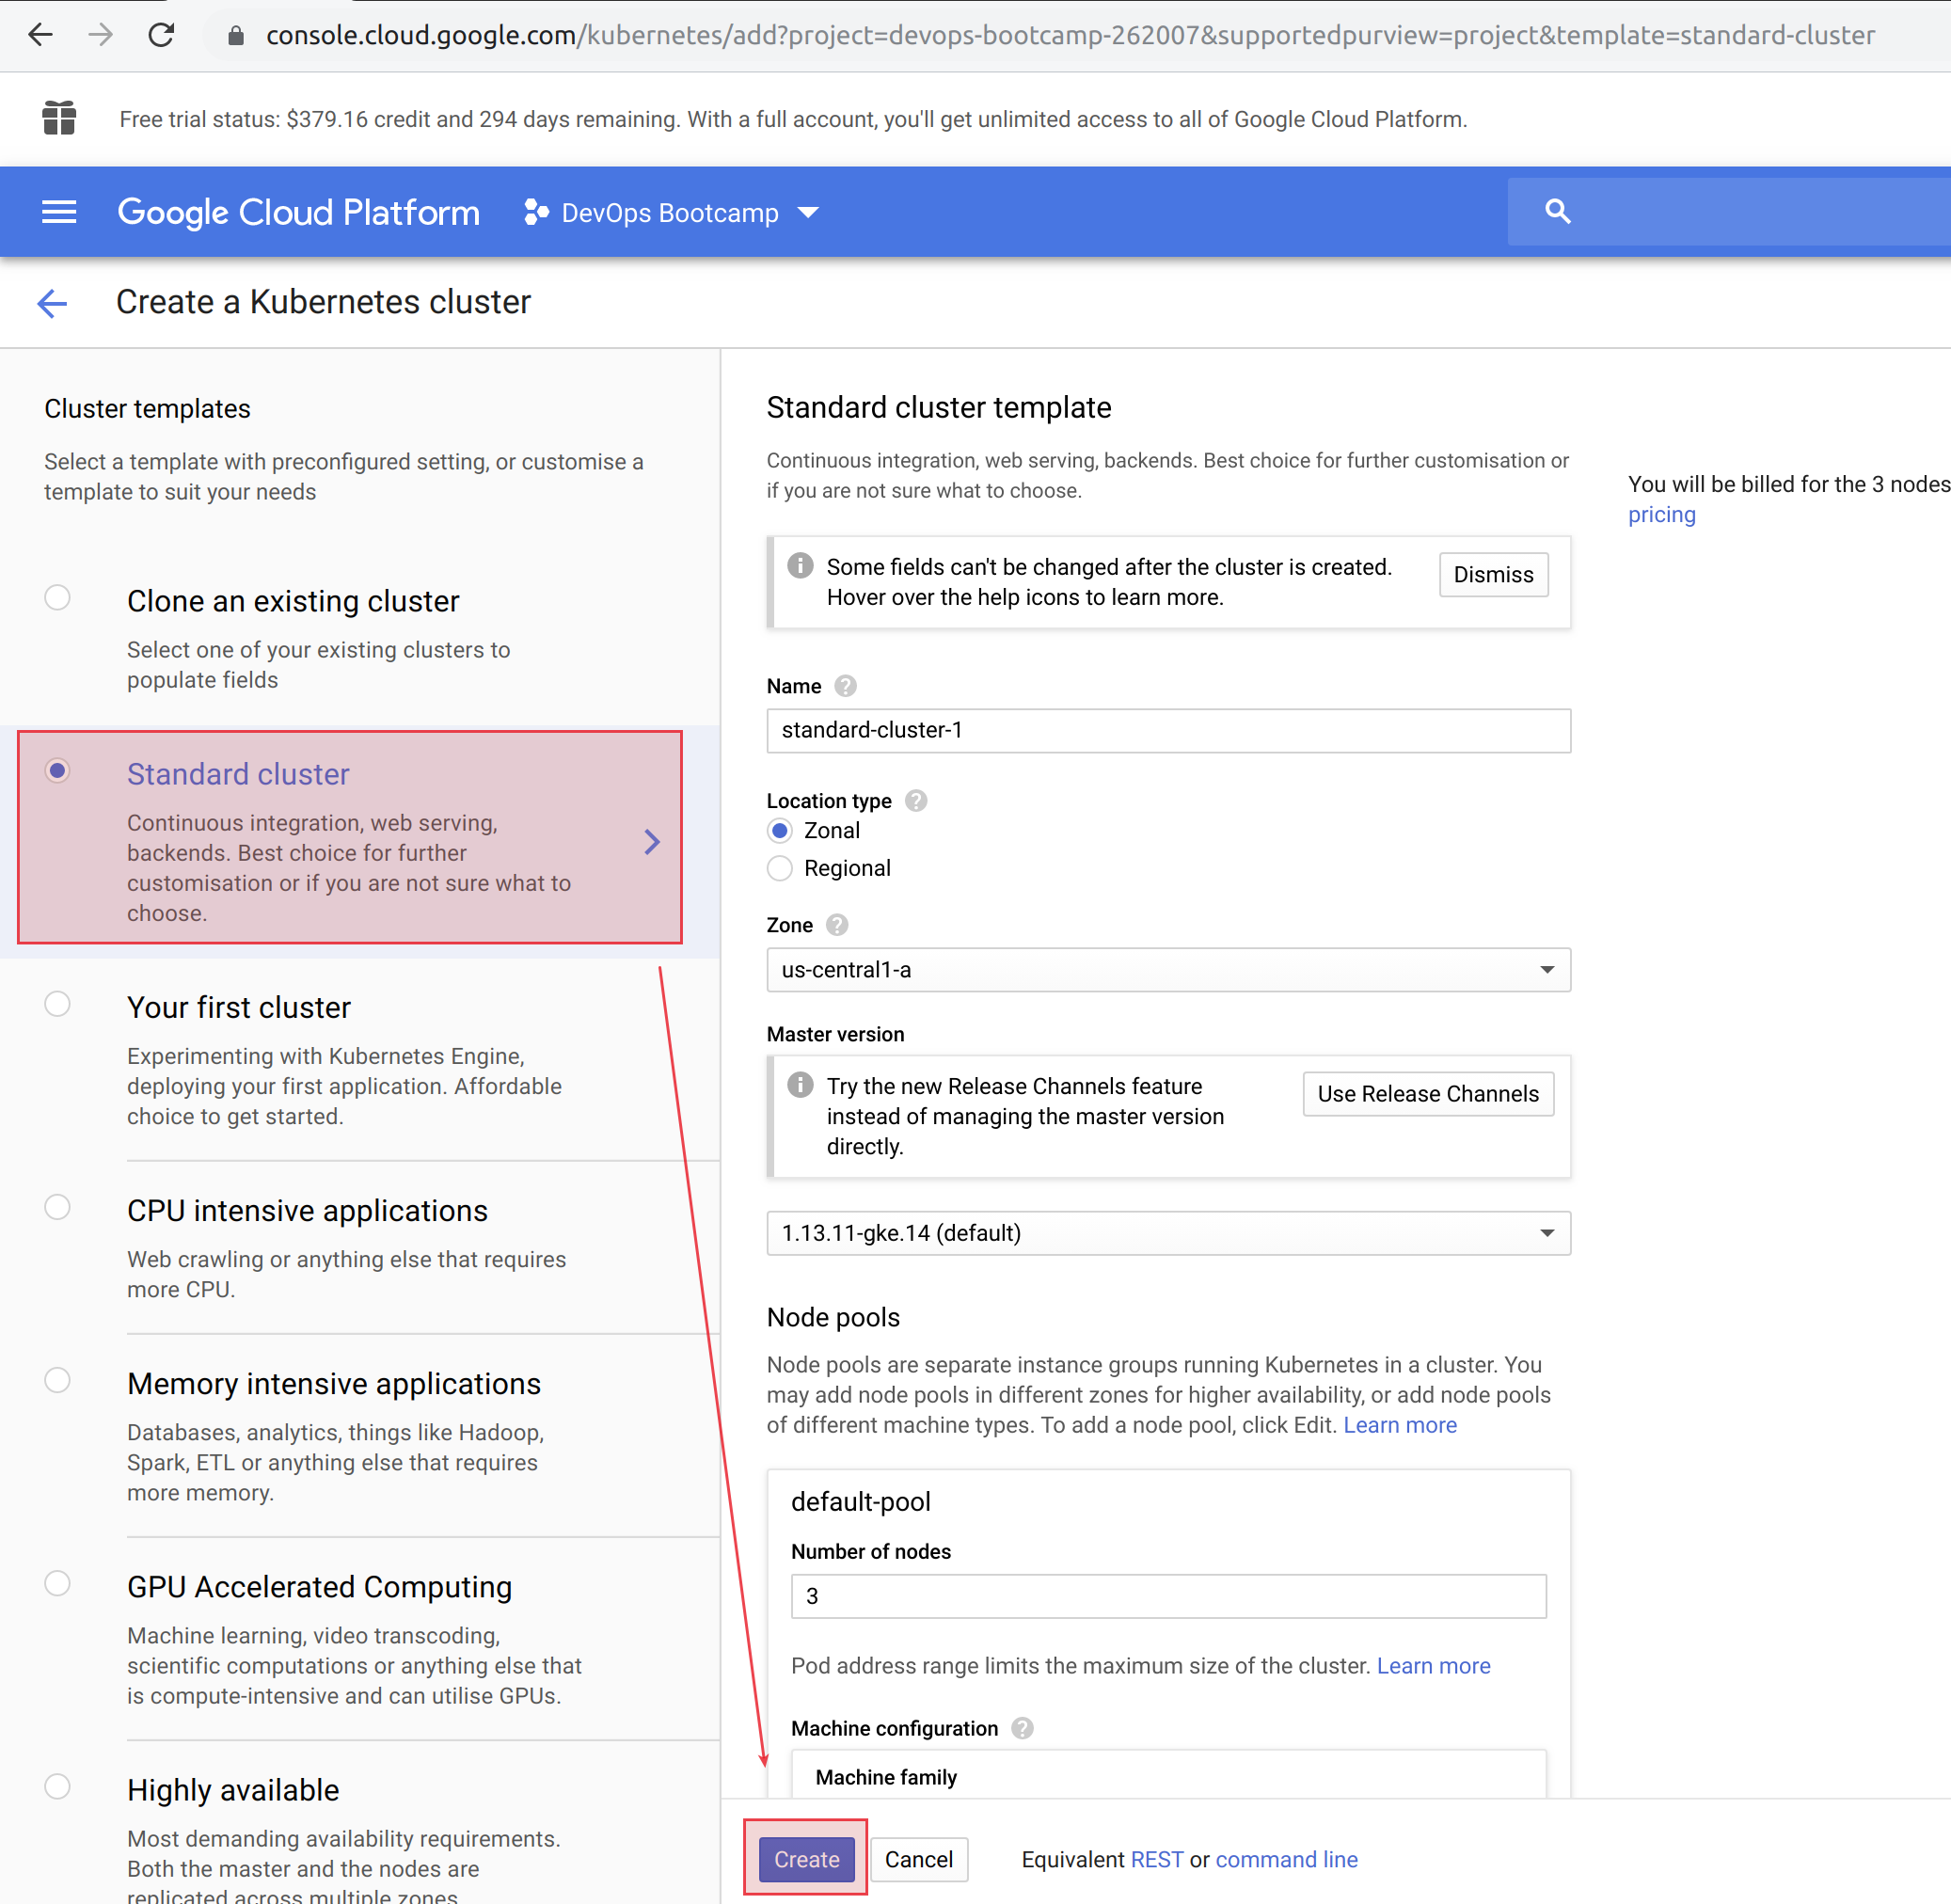 console.cloud.google.com/kubernetes/add?project=devops-bootcamp-262007&supportedpurview=project&template=standard-cluster
Free trial status: $379.16 credit and 294 days remaining. With a full account, you'll get unlimited access to all of Google Cloud Platform.
Google Cloud Platform
DevOps Bootcamp
Create a Kubernetes cluster
Cluster templates
Select a template with preconfigured setting, or customise a
template to suit your needs
Clone an existing cluster
Select one of your existing clusters to
populate fields
Standard cluster
Continuous integration, web serving,
backends. Best choice for further
customisation or if you are not sure what to
choose.
Your first cluster
Experimenting with Kubernetes Engine,
deploying your first application. Affordable
choice to get started.
CPU intensive applications
Web crawling or anything else that requires
more CPU.
Memory intensive applications
Databases, analytics, things like Hadoop,
Spark, ETL or anything else that requires
more memory.
GPU Accelerated Computing
Machine learning, video transcoding,
scientific computations or anything else that
is compute-intensive and can utilise GPUs.
Highly available
Most demanding availability requirements.
Both the master and the nodes are
replicated across multiple zones
Standard cluster template
Continuous integration, web serving, backends. Best choice for further customisation or
if you are not sure what to choose.
Some fields can't be changed after the cluster is created.
Hover over the help icons to learn more.
Dismiss
Name
standard-cluster-1
Location type
Zonal
Regional
Zone
us-central1-a
Master version
Try the new Release Channels feature
instead of managing the master version
directly.
Use Release Channels
1.13.11-gke.14 (default)
Node pools
Node pools are separate instance groups running Kubernetes in a cluster. You
may add node pools in different zones for higher availability, or add node pools
of different machine types. To add a node pool, click Edit. Learn more
default-pool
Number of nodes
3
Pod address range limits the maximum size of the cluster. Learn more
Machine configuration
Machine family
Create
Cancel
Equivalent REST or command line
You will be billed for the 3 nodes
pricing